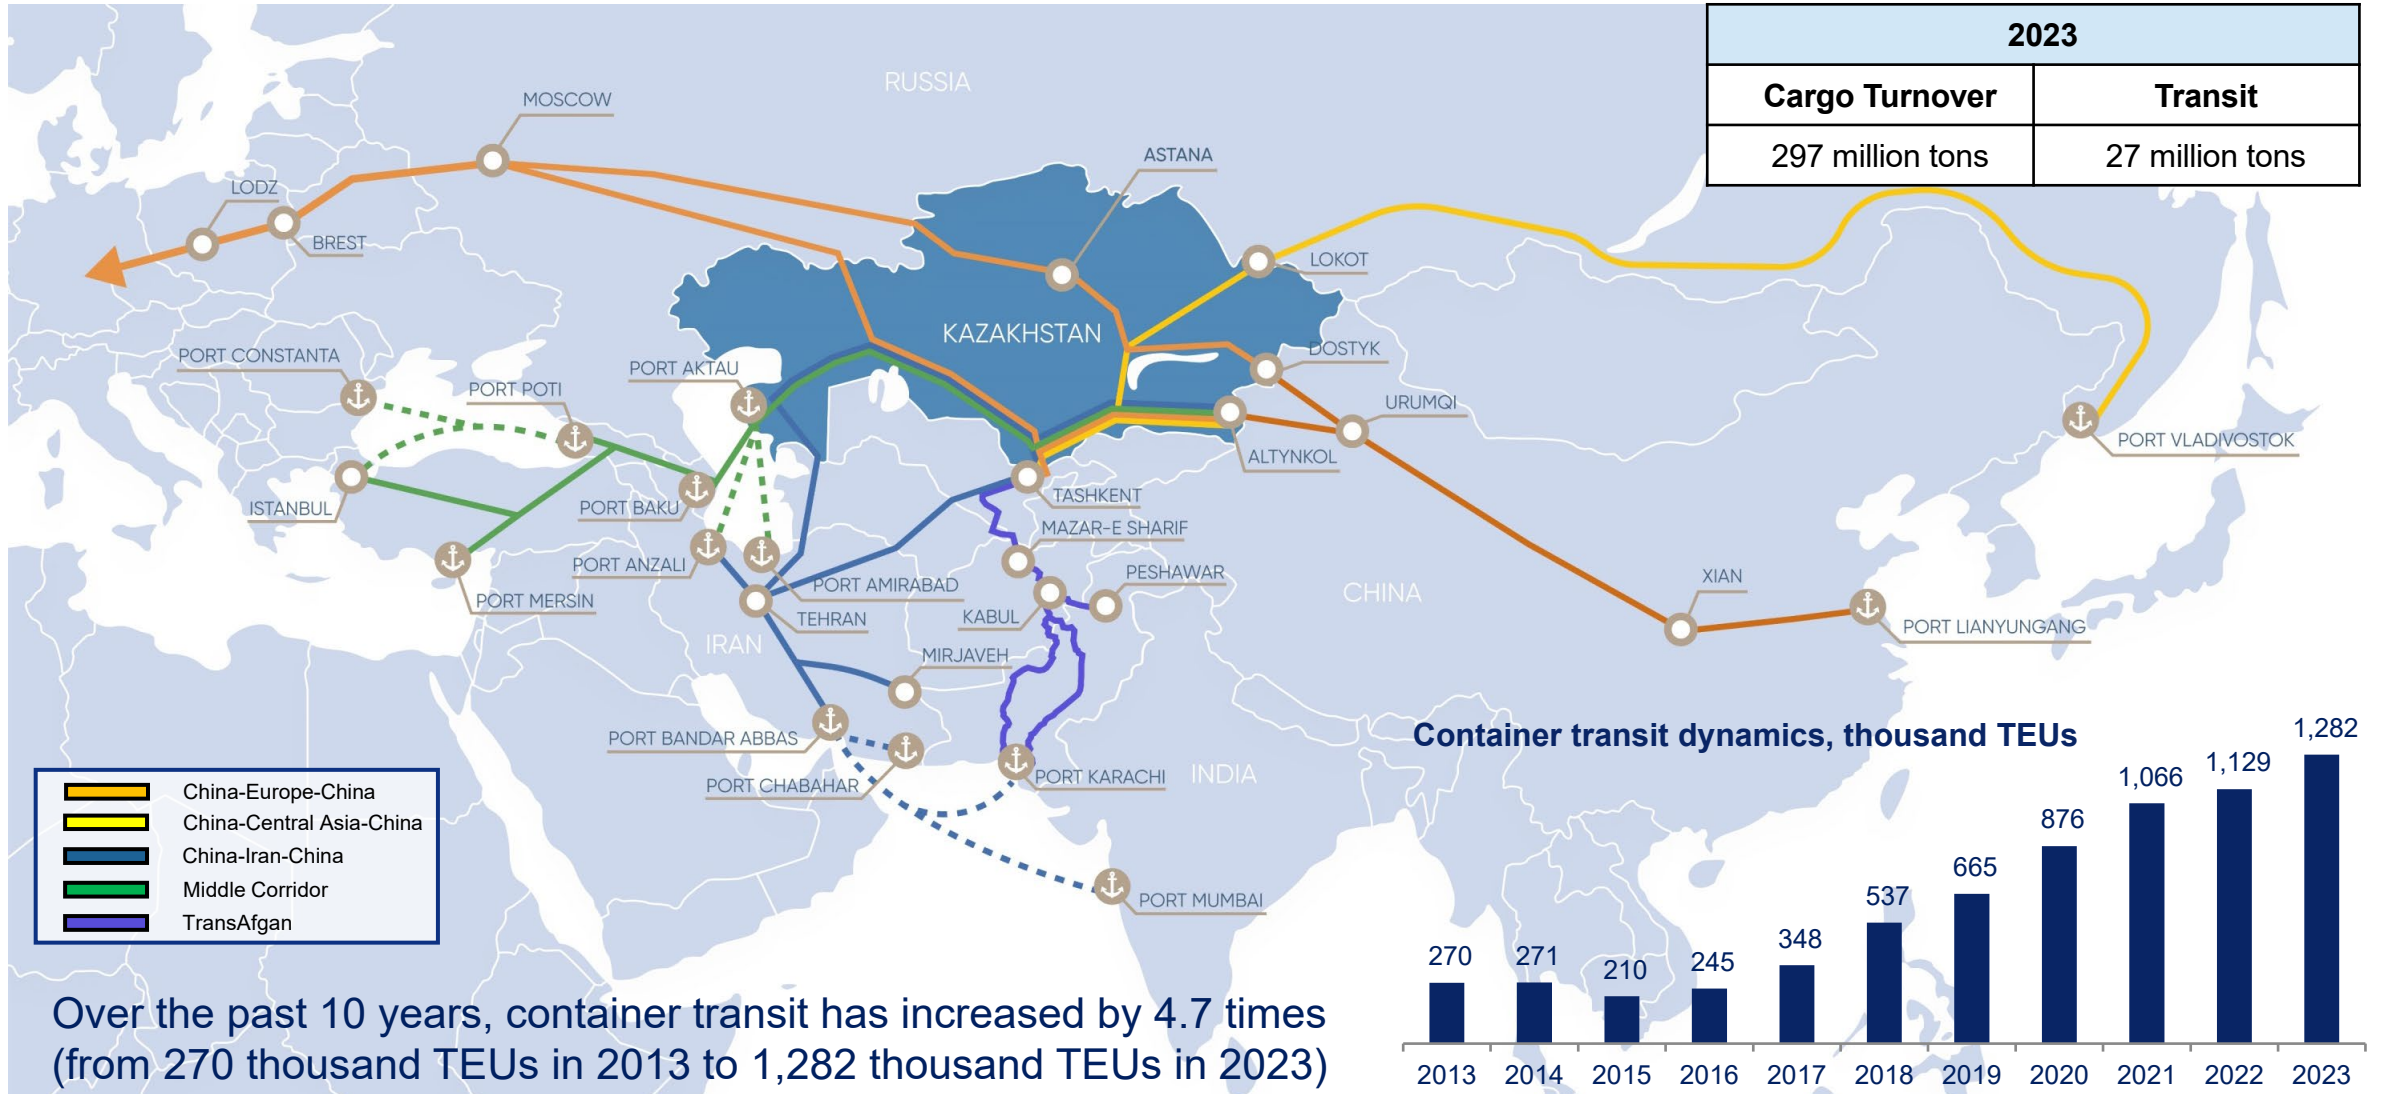 2023
Cargo Turnover Transit
297 million tons 27 million tons
RUSSIA
MOSCOW
ASTANA
LODZ
BREST
LOKOT
KAZAKHSTAN
DOSTYK
PORT CONSTANTA
PORT AKTAU
PORT POTI
URUMQI
PORT VLADIVOSTOK
ALTYNKOL
ISTANBUL
PORT BAKU
TASHKENT
MAZAR-E SHARIF
PORT ANZALI
PORT AMIRABAD
PESHAWAR
XIAN
CHINA
PORT MERSIN
TEHRAN
KABUL
PORT LIANYUNGANG
IRAN
MIRJAVEH
PORT BANDAR ABBAS
PORT CHABAHAR
PORT KARACHI
INDIA
PORT MUMBAI
China-Europe-China
China-Central Asia-China
China-Iran-China
Middle Corridor
TransAfgan
Container transit dynamics, thousand TEUs
270 271 210 245 348 537 665 876 1,066 1,129 1,282
2013 2014 2015 2016 2017 2018 2019 2020 2021 2022 2023
Over the past 10 years, container transit has increased by 4.7 times
(from 270 thousand TEUs in 2013 to 1,282 thousand TEUs in 2023)